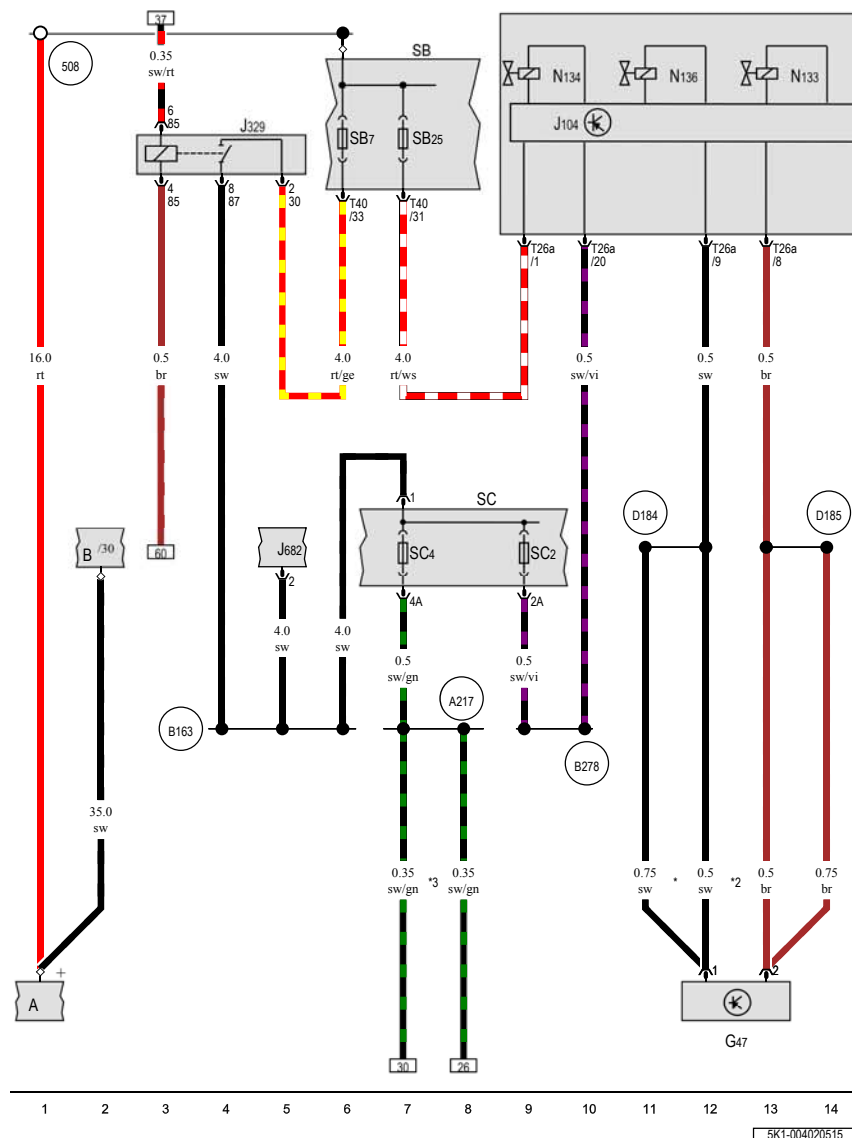 37
508
0.35
sw/rt
6
85
J329
4
85
8
87
2
30
SB
SB7
SB25
T40
/33
T40
/31
N134
N136
N133
J104
T26a
/1
T26a
/20
T26a
/9
T26a
/8
16.0
rt
0.5
br
4.0
sw
4.0
rt/ge
4.0
rt/ws
0.5
sw/vi
0.5
sw
0.5
br
B /30
60
J682
2
1
SC
SC4
SC2
4A
2A
D184
D185
4.0
sw
4.0
sw
0.5
sw/gn
0.5
sw/vi
A217
B163
B278
35.0
sw
0.35
sw/gn
*3
0.35
sw/gn
0.75
sw
*
0.5
sw
*2
0.5
br
0.75
br
+
A
1
2
G47
30
26
1 2 3 4 5 6 7 8 9 10 11 12 13 14
5K1-004020515